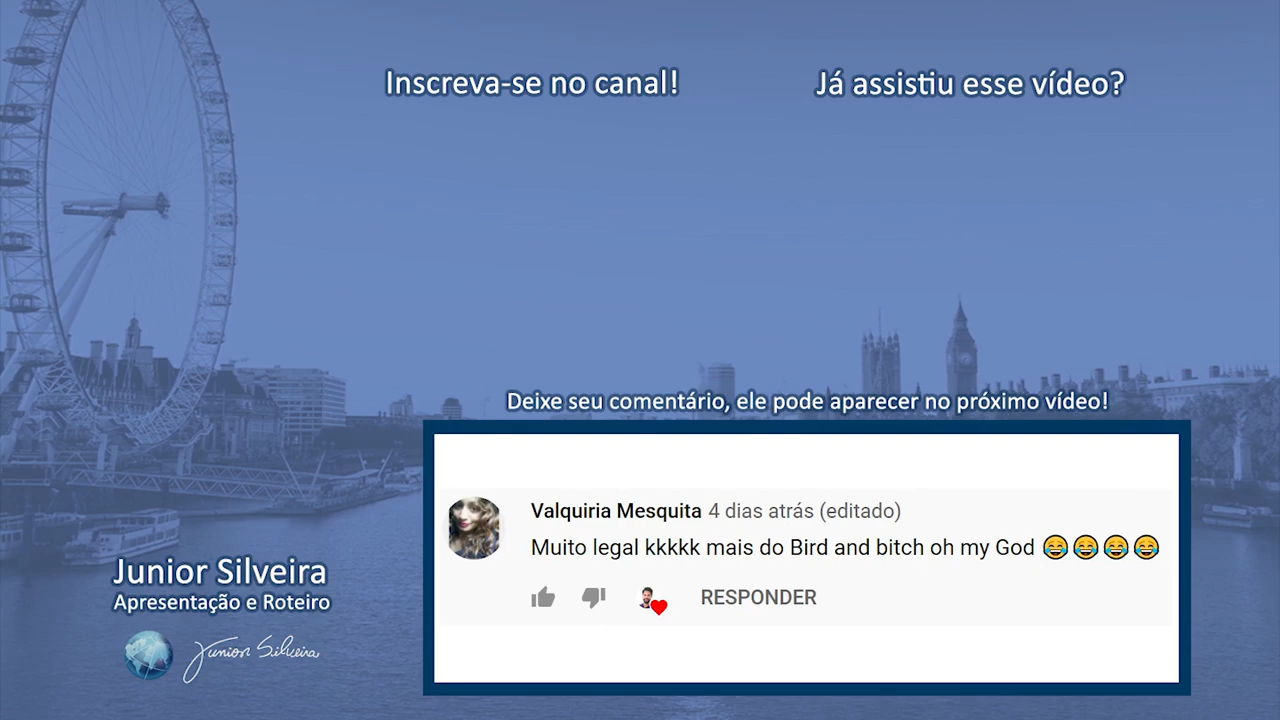 Inscreva-se no canal!
Já assistiu esse vídeo?
Deixe seu comentário, ele pode aparecer no próximo vídeo!
Valquiria Mesquita 4 dias atrás (editado)
Muito legal kkkkk mais do Bird and bitch oh my God 😂😂😂😂
RESPONDER
Junior Silveira
Apresentação e Roteiro
Junior Silveira